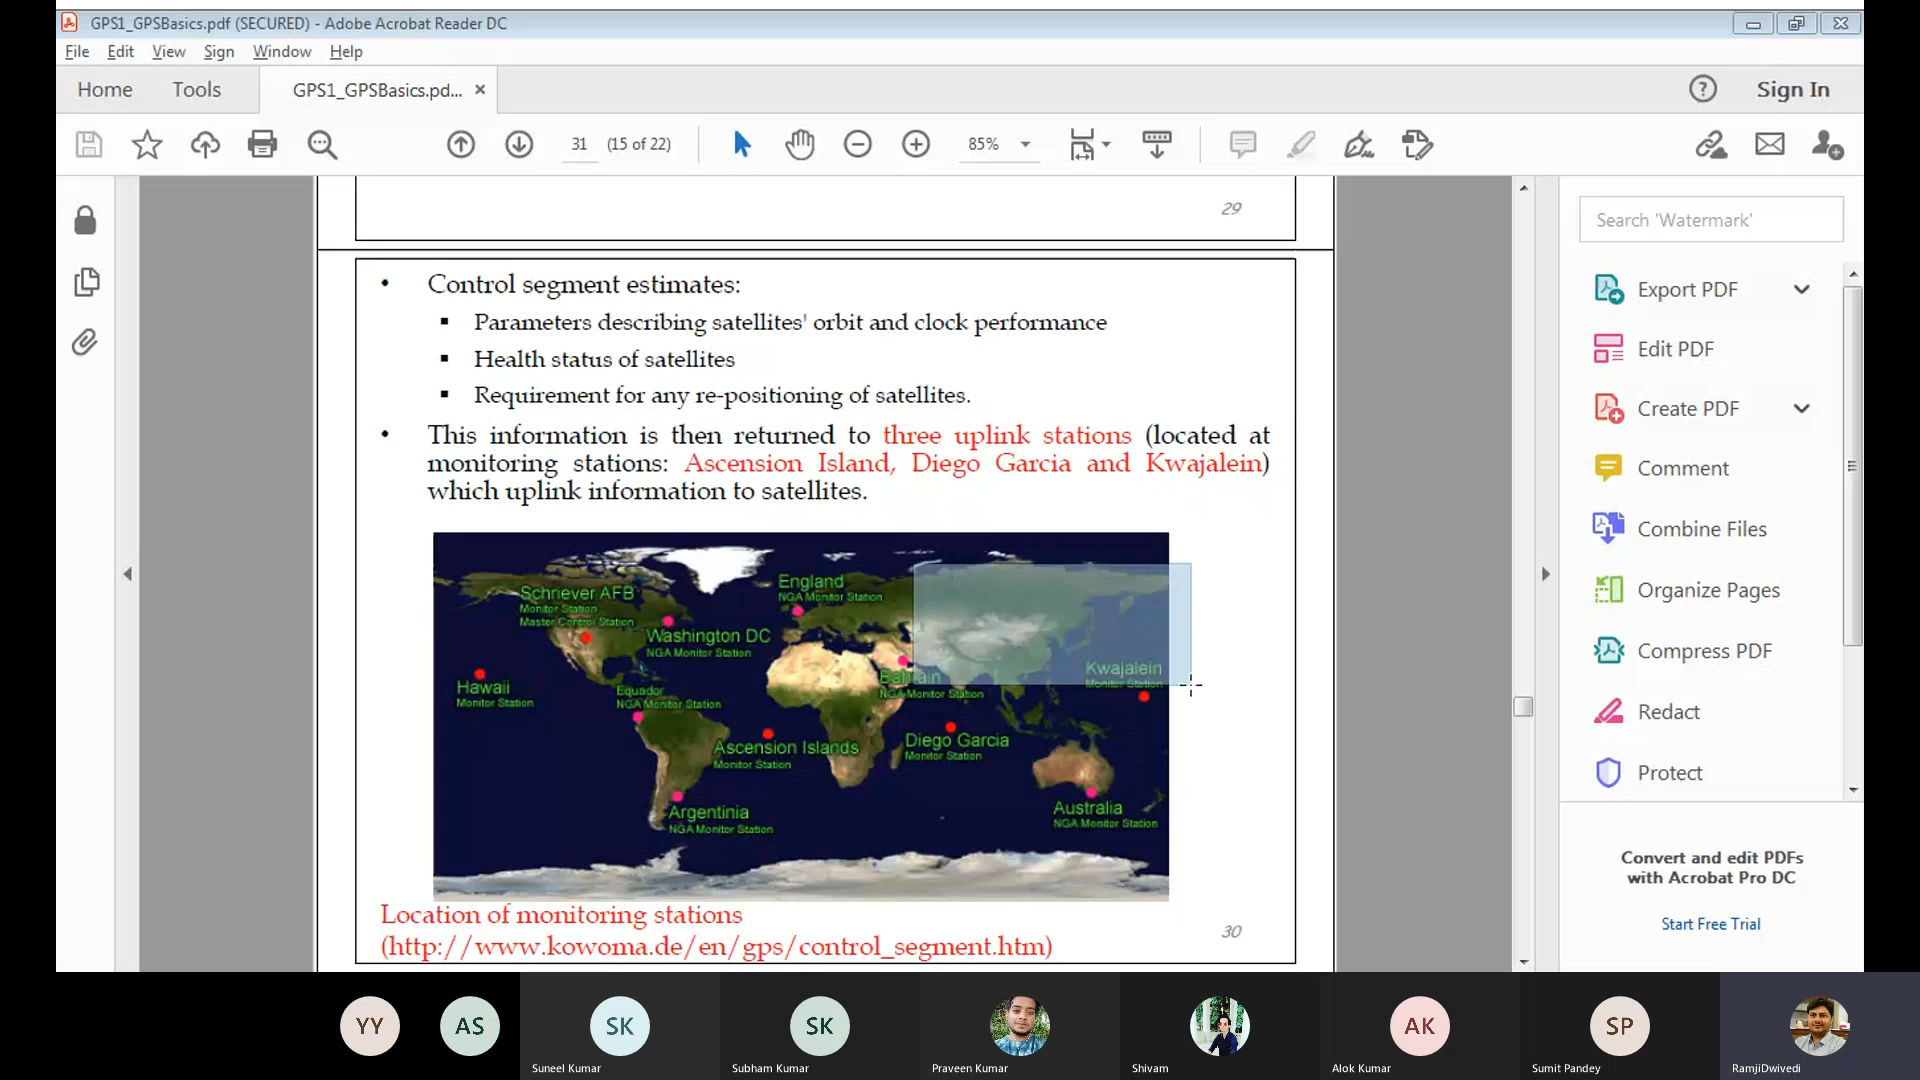 GPS1_GPSBasics.pdf (SECURED) - Adobe Acrobat Reader DC
File Edit View Sign Window Help
Home Tools GPS1_GPSBasics.pd... × Sign In
31 (15 of 22) 85%
29
Search 'Watermark'
• Control segment estimates:
▪ Parameters describing satellites' orbit and clock performance
▪ Health status of satellites
▪ Requirement for any re-positioning of satellites.
• This information is then returned to three uplink stations (located at
monitoring stations: Ascension Island, Diego Garcia and Kwajalein)
which uplink information to satellites.
Schriever AFB
Monitor Station
Master Control Station
Washington DC
NGA Monitor Station
England
NGA Monitor Station
Hawaii
Monitor Station
Equador
NGA Monitor Station
Bahrain
NGA Monitor Station
Kwajalein
Monitor Station
Ascension Islands
Monitor Station
Diego Garcia
Monitor Station
Argentinia
NGA Monitor Station
Australia
NGA Monitor Station
Location of monitoring stations
(http://www.kowoma.de/en/gps/control_segment.htm)
30
Export PDF
Edit PDF
Create PDF
Comment
Combine Files
Organize Pages
Compress PDF
Redact
Protect
Convert and edit PDFs
with Acrobat Pro DC
Start Free Trial
YY AS SK SK AK SP
Suneel Kumar Subham Kumar Praveen Kumar Shivam Alok Kumar Sumit Pandey RamjiDwivedi